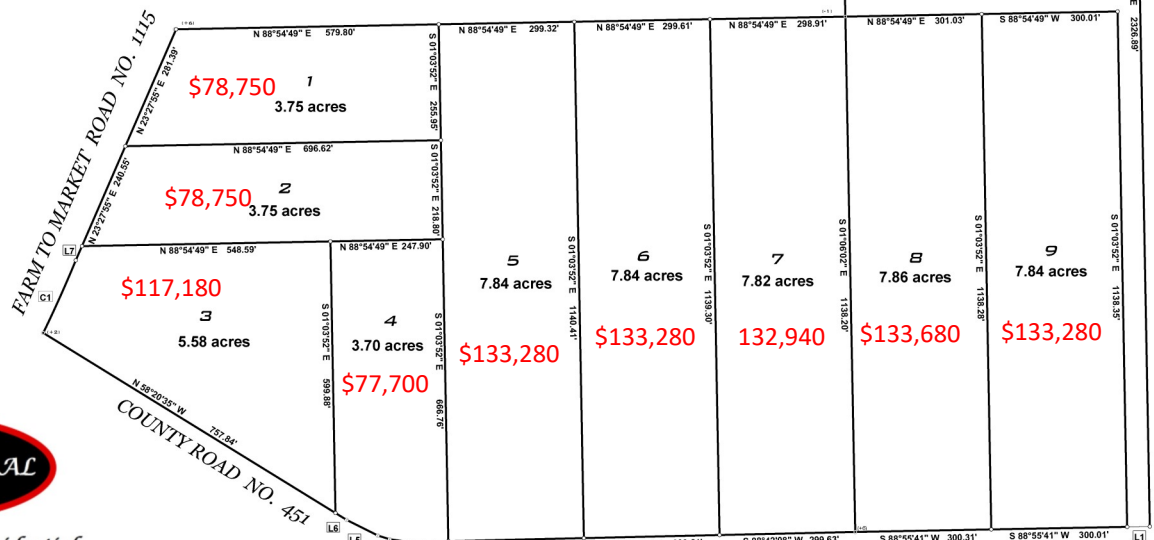 N 88°54'49" E 579.80'
N 88°54'49" E 299.32'
N 88°54'49" E 299.61'
N 88°54'49" E 298.91'
N 88°54'49" E 301.03'
S 88°54'49" W 300.01'
E 2326.89'
FARM TO MARKET ROAD NO. 1115
N 23°27'55" E 281.39'
$78,750 1
3.75 acres
S 01°03'52" E 255.95'
N 88°54'49" E 696.62'
N 23°27'55" E 240.55'
$78,750 2
3.75 acres
S 01°03'52" E 218.80'
L7
N 88°54'49" E 548.59'
N 88°54'49" E 247.90'
C1
$117,180
3
5.58 acres
S 01°03'52" E 599.88'
4
3.70 acres
$77,700
S 01°03'52" E 666.76'
5
7.84 acres
$133,280
S 01°03'52" E 1140.41'
6
7.84 acres
$133,280
S 01°03'52" E 1139.30'
7
7.82 acres
132,940
S 01°06'02" E 1138.20'
8
7.86 acres
$133,680
S 01°03'52" E 1138.28'
9
7.84 acres
$133,280
S 01°03'52" E 1138.35'
N 58°20'35" W 757.84'
COUNTY ROAD NO. 451
AL
L6
L5
S 88°55'41" W 300.31'
S 88°55'41" W 300.01'
L1